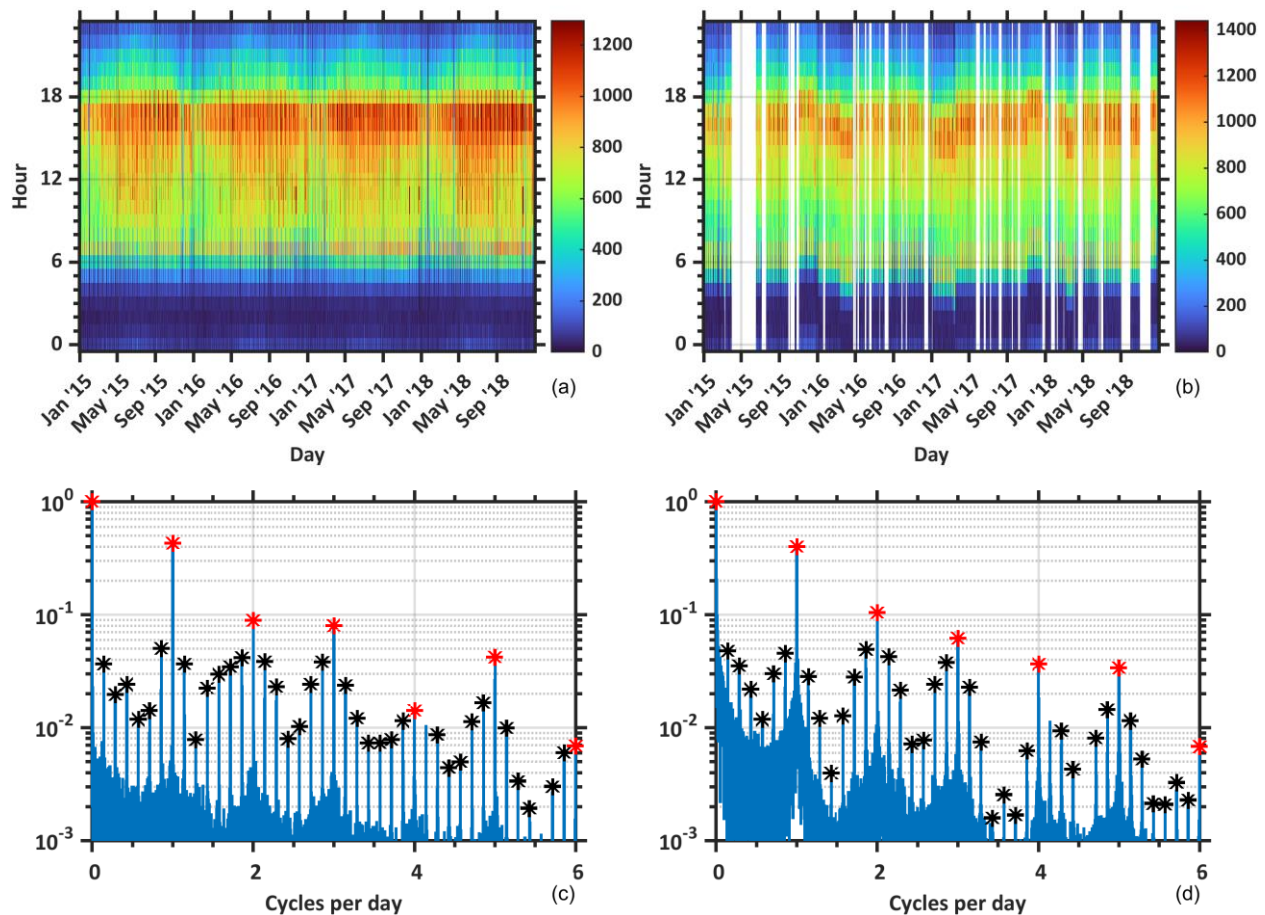 18
12
6
0
Hour
Jan '15
May '15
Sep '15
Jan '16
May '16
Sep '16
Jan '17
May '17
Sep '17
Jan '18
May '18
Sep '18
Day
1200
1000
800
600
400
200
0
(a)
18
12
6
0
Hour
Jan '15
May '15
Sep '15
Jan '16
May '16
Sep '16
Jan '17
May '17
Sep '17
Jan '18
May '18
Sep '18
Day
1400
1200
1000
800
600
400
200
0
(b)
10^0
10^-1
10^-2
10^-3
0 2 4 6
Cycles per day
(c)
10^0
10^-1
10^-2
10^-3
0 2 4 6
Cycles per day
(d)